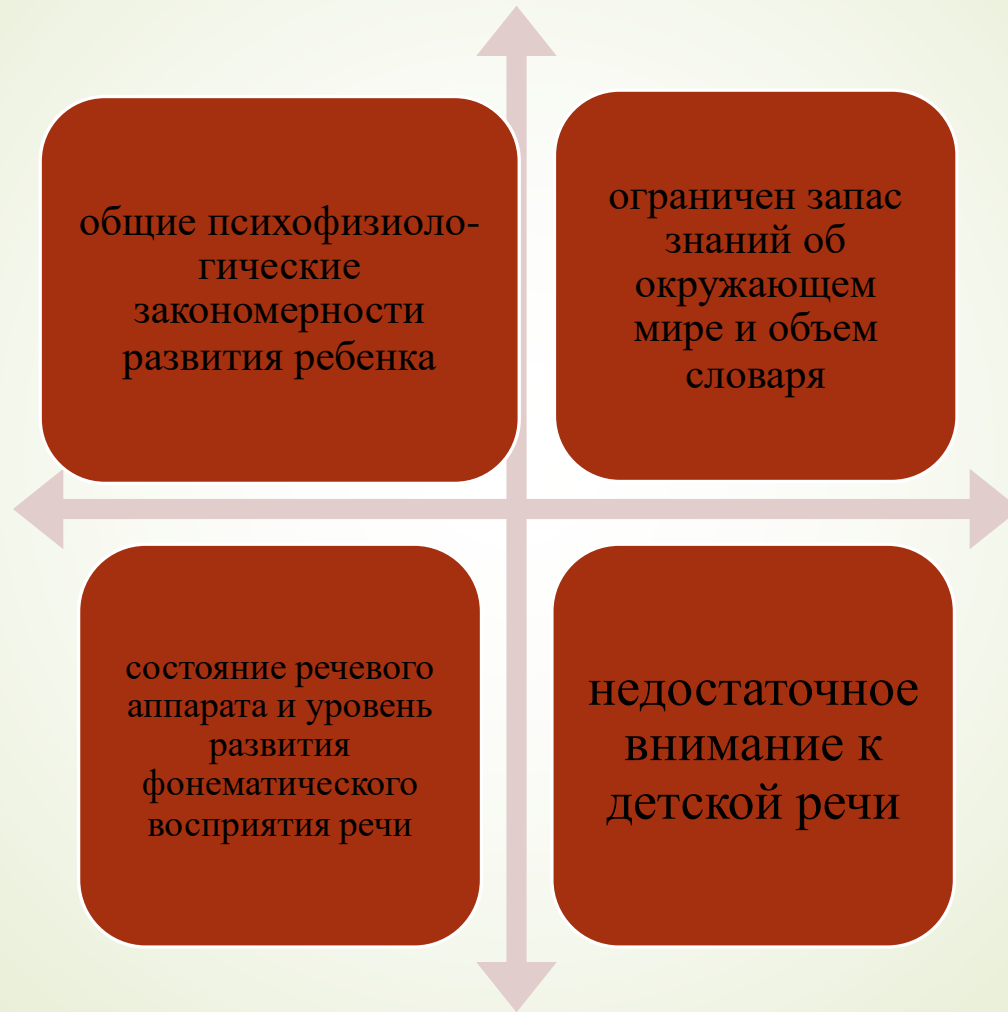 общие психофизиоло-
гические
закономерности
развития ребенка
ограничен запас
знаний об
окружающем
мире и объем
словаря
состояние речевого
аппарата и уровень
развития
фонематического
восприятия речи
недостаточное
внимание к
детской речи